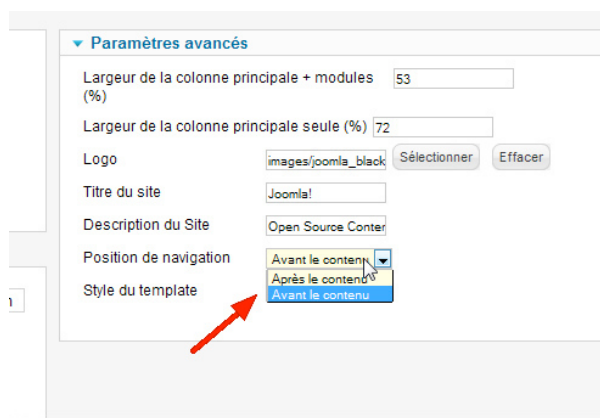 Paramètres avancés
Largeur de la colonne principale + modules
(%)
53
Largeur de la colonne principale seule (%) 72
Logo images/joomla_black Sélectionner Effacer
Titre du site Joomla!
Description du Site Open Source Conter
Position de navigation Avant le contenu
Après le contenu
Style du template Avant le contenu